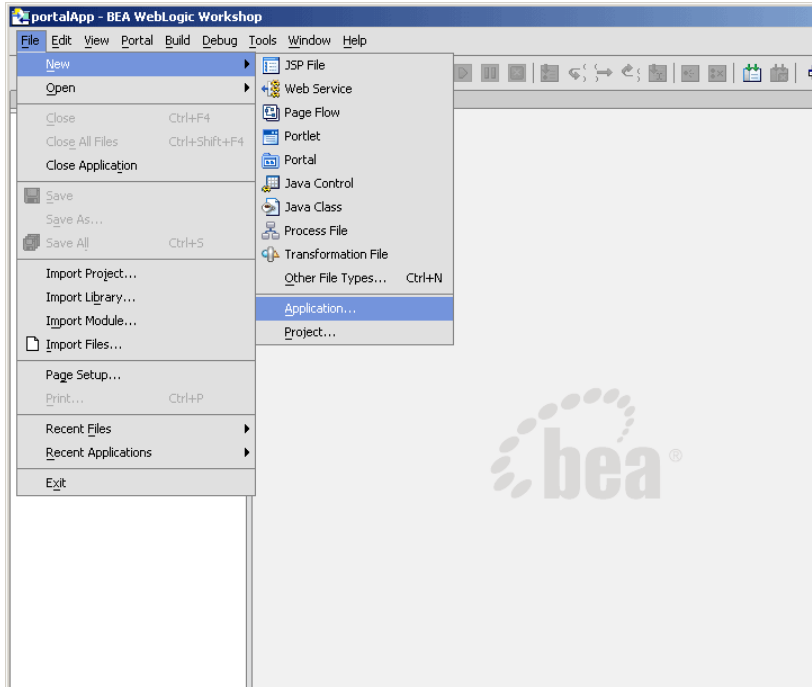 portalApp - BEA WebLogic Workshop
File Edit View Portal Build Debug Tools Window Help
New
Open
Close Ctrl+F4
Close All Files Ctrl+Shift+F4
Close Application
Save
Save As...
Save All Ctrl+S
Import Project...
Import Library...
Import Module...
Import Files...
Page Setup...
Print... Ctrl+P
Recent Files
Recent Applications
Exit
JSP File
Web Service
Page Flow
Portlet
Portal
Java Control
Java Class
Process File
Transformation File
Other File Types... Ctrl+N
Application...
Project...
bea®